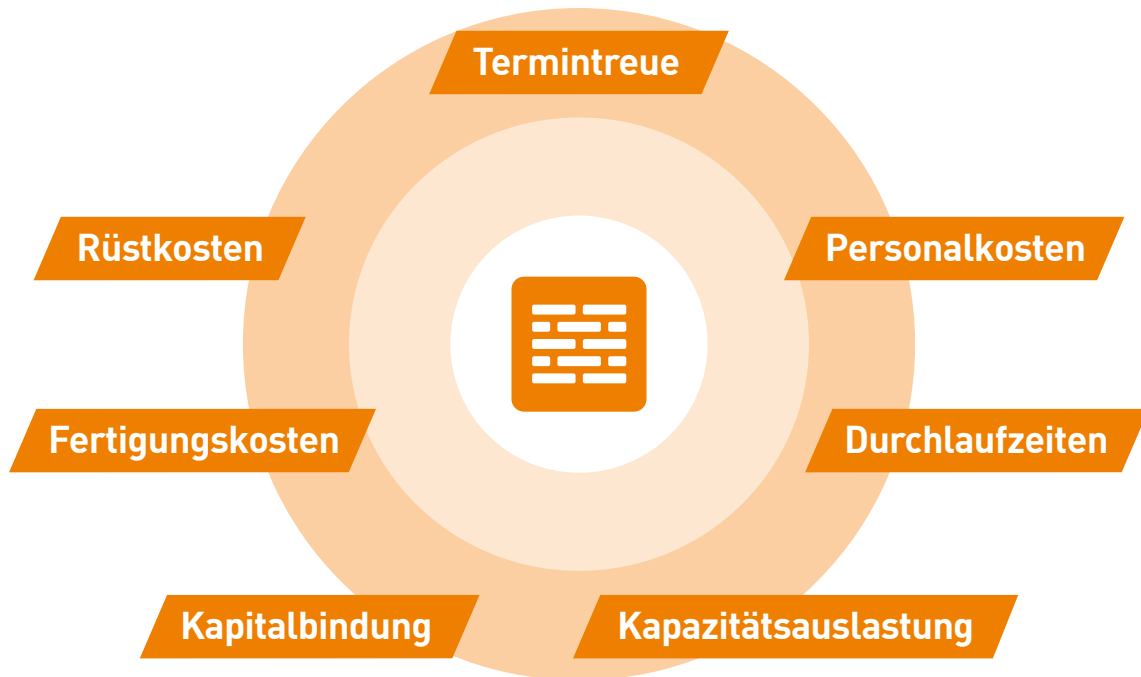 Termintreue
Rüstkosten
Personalkosten
Fertigungskosten
Durchlaufzeiten
Kapitalbindung
Kapazitätsauslastung